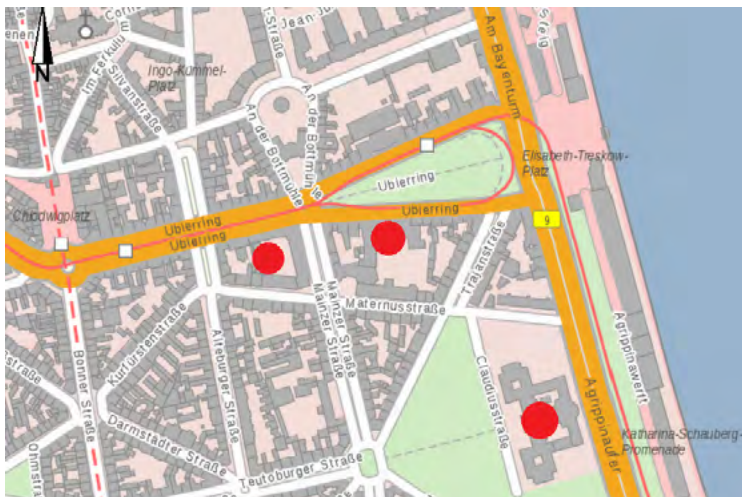 Jean-Ju
Am-Bayenturm
Steig
Im Ferkulum
Silvanstraße
Ingo-Kümmel-
Platz
N
An der Bottmühle
An der Bottmühle
Elisabeth-Treskow-
Platz
Ubierring
Chlodwigplatz
Ubierring
Ubierring
Ubierring
9
Trajanstraße
Maternusstraße
Mainzer Straße
Mainzer Straße
Kurfürstenstraße
Alteburger Straße
Bonner Straße
Claudiusstraße
Agrippinawerft
Agrippinaufer
Darmstädter Straße
Ohmstraße
Teutoburger Straße
Katharina-Schauberg-
Promenade